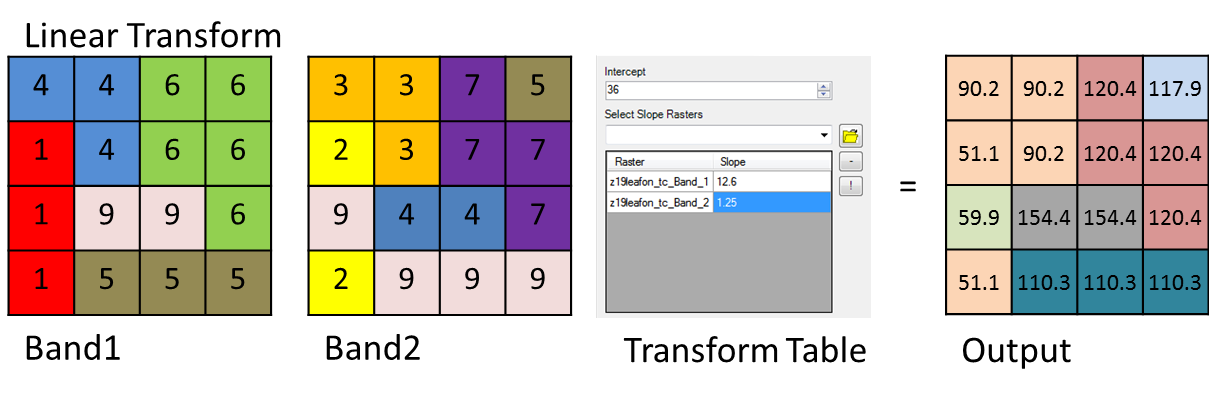 Linear Transform
4 4 6 6
1 4 6 6
1 9 9 6
1 5 5 5
Band1
3 3 7 5
2 3 7 7
9 4 4 7
2 9 9 9
Band2
Intercept
36
Select Slope Rasters
Raster Slope
z19leafon_tc_Band_1 12.6
z19leafon_tc_Band_2 1.25
-
!
Transform Table
=
90.2 90.2 120.4 117.9
51.1 90.2 120.4 120.4
59.9 154.4 154.4 120.4
51.1 110.3 110.3 110.3
Output